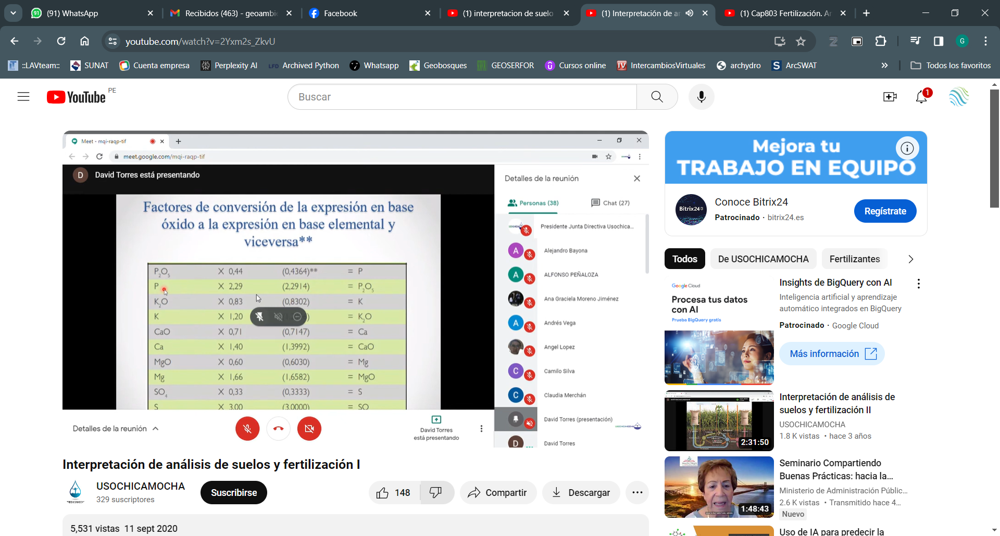 (91) WhatsApp
Recibidos (463) - geoambie
Facebook
(1) interpretacion de suelo
(1) Interpretación de an
(1) Cap803 Fertilización. An
youtube.com/watch?v=2Yxm2s_ZkvU
::LAVteam::
SUNAT
Cuenta empresa
Perplexity AI
LFD Archived Python
Whatsapp
Geobosques
GEOSERFOR
Cursos online
IntercambiosVirtuales
archydro
ArcSWAT
Todos los favoritos
YouTube PE
Buscar
1
Meet - mqi-raqp-tif
meet.google.com/mqi-raqp-tif
D David Torres está presentando
Factores de conversión de la expresión en base
óxido a la expresión en base elemental y
viceversa**
P₂O₅ X 0,44 (0,4364)** = P
P X 2,29 (2,2914) = P₂O₅
K₂O X 0,83 (0,8302) = K
K X 1,20 = K₂O
CaO X 0,71 (0,7147) = Ca
Ca X 1,40 (1,3992) = CaO
MgO X 0,60 (0,6030) = Mg
Mg X 1,66 (1,6582) = MgO
SO₄ X 0,33 (0,3333) = S
S X 3,00 (3,0000) = SO
Detalles de la reunión
Personas (38)
Chat (27)
Presidente Junta Directiva Usochica...
A Alejandro Bayona
A ALFONSO PEÑALOZA
Ana Graciela Moreno Jiménez
A Andrés Vega
Angel Lopez
C Camilo Silva
C Claudia Merchán
David Torres (presentación)
D David Torres
Detalles de la reunión
David Torres
está presentando
Interpretación de análisis de suelos y fertilización I
USOCHICAMOCHA
329 suscriptores
Suscribirse
148
Compartir
Descargar
5,531 vistas 11 sept 2020
Mejora tu
TRABAJO EN EQUIPO
Bitrix24
Conoce Bitrix24
Patrocinado · bitrix24.es
Regístrate
Todos
De USOCHICAMOCHA
Fertilizantes
Google Cloud
Procesa tus datos
con AI
Prueba BigQuery gratis
Insights de BigQuery con AI
Inteligencia artificial y aprendizaje
automático integrados en BigQuery
Patrocinado · Google Cloud
Más información
2:31:50
Interpretación de análisis de
suelos y fertilización II
USOCHICAMOCHA
1.8 K vistas • hace 3 años
1:48:43
Seminario Compartiendo
Buenas Prácticas: hacia la...
Ministerio de Administración Públic...
2.6 K vistas • Transmitido hace 4...
Nuevo
Uso de IA para predecir la